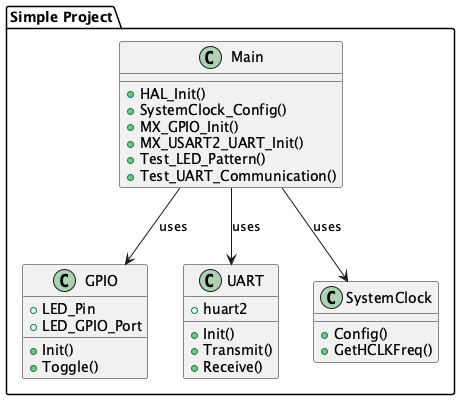 Simple Project
C Main
HAL_Init()
SystemClock_Config()
MX_GPIO_Init()
MX_USART2_UART_Init()
Test_LED_Pattern()
Test_UART_Communication()
uses
uses
uses
C GPIO
LED_Pin
LED_GPIO_Port
Init()
Toggle()
C UART
huart2
Init()
Transmit()
Receive()
C SystemClock
Config()
GetHCLKFreq()